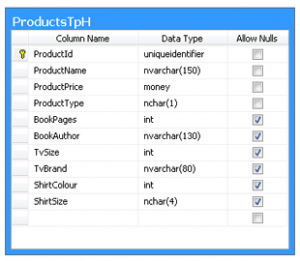 ProductsTpH
Column Name Data Type Allow Nulls
ProductId uniqueidentifier
ProductName nvarchar(150)
ProductPrice money
ProductType nchar(1)
BookPages int
BookAuthor nvarchar(130)
TvSize int
TvBrand nvarchar(80)
ShirtColour int
ShirtSize nchar(4)